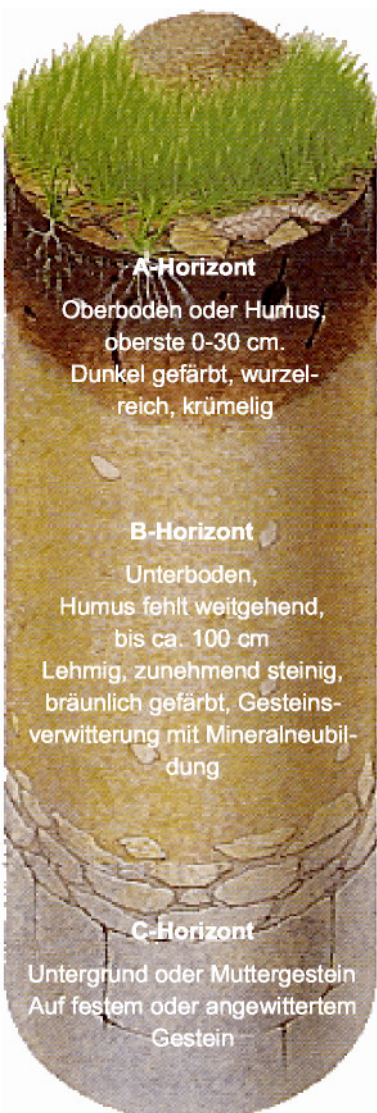 A-Horizont
Oberboden oder Humus,
oberste 0-30 cm.
Dunkel gefärbt, wurzel-
reich, krümelig
B-Horizont
Unterboden,
Humus fehlt weitgehend,
bis ca. 100 cm
Lehmig, zunehmend steinig,
bräunlich gefärbt, Gesteins-
verwitterung mit Mineralneubil-
dung
C-Horizont
Untergrund oder Muttergestein
Auf festem oder angewittertem
Gestein